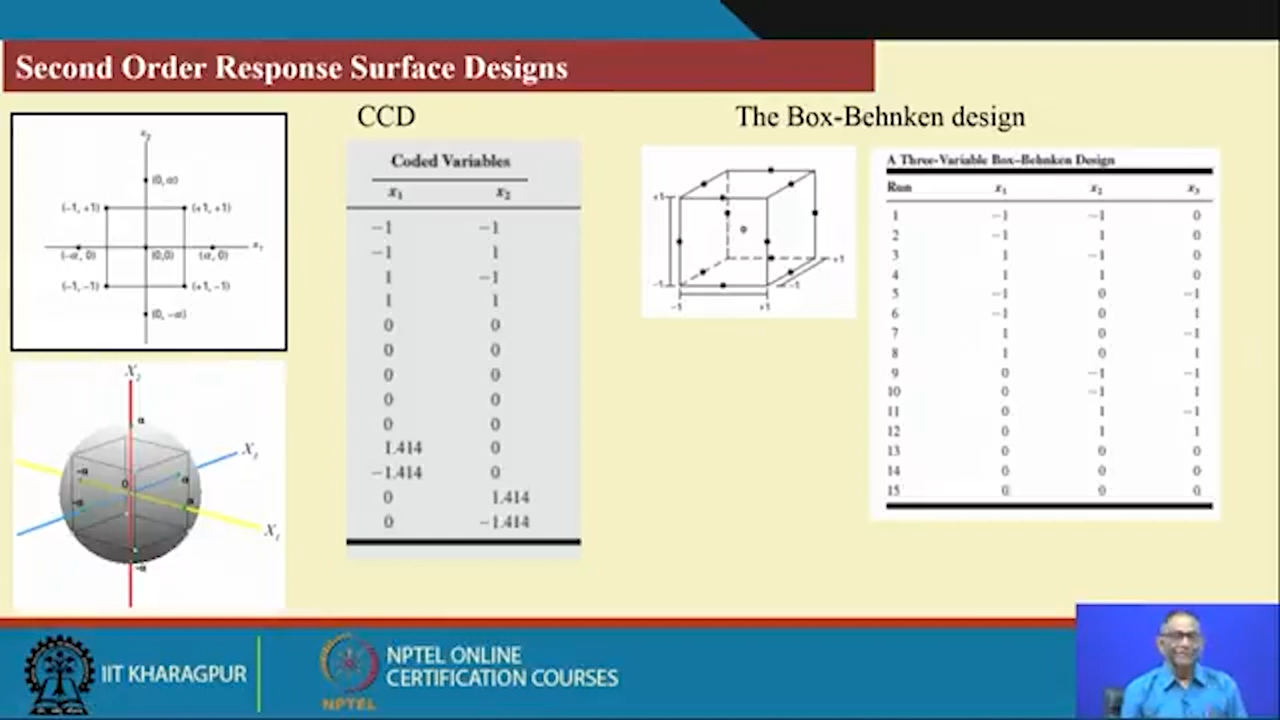 Second Order Response Surface Designs
CCD
The Box-Behnken design
x₂
(0, α)
(-1, +1)
(+1, +1)
(-α, 0)
(0,0)
(α, 0)
x₁
(-1, -1)
(+1, -1)
(0, -α)
Coded Variables
x₁ x₂
−1 −1
−1 1
1 −1
1 1
0 0
0 0
0 0
0 0
0 0
1.414 0
−1.414 0
0 1.414
0 −1.414
+1
-1
-1
+1
-1
+1
A Three-Variable Box–Behnken Design
Run x₁ x₂ x₃
1 −1 −1 0
2 −1 1 0
3 1 −1 0
4 1 1 0
5 −1 0 −1
6 −1 0 1
7 1 0 −1
8 1 0 1
9 0 −1 −1
10 0 −1 1
11 0 1 −1
12 0 1 1
13 0 0 0
14 0 0 0
15 0 0 0
α
-α
0
α
-α
α
-α
IIT KHARAGPUR
NPTEL
NPTEL ONLINE
CERTIFICATION COURSES